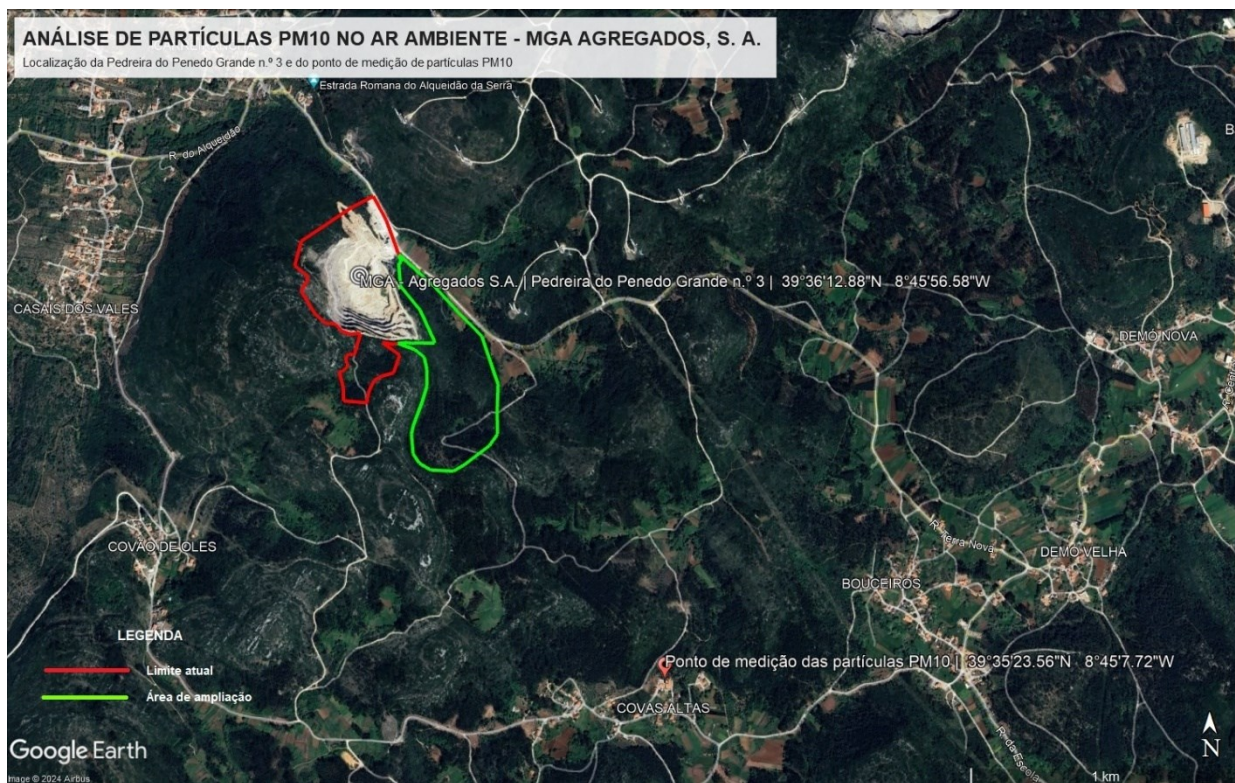 ANÁLISE DE PARTÍCULAS PM10 NO AR AMBIENTE - MGA AGREGADOS, S. A.
Localização da Pedreira do Penedo Grande n.º 3 e do ponto de medição de partículas PM10
Estrada Romana do Alqueidão da Serra
R. do Alqueidão
B
MGA - Agregados S.A. | Pedreira do Penedo Grande n.º 3 | 39°36'12.88"N 8°45'56.58"W
CASAIS DOS VALES
DEMÓ NOVA
COVÃO DE OLES
R. Terra Nova
DEMÓ VELHA
BOUCEIROS
LEGENDA
Limite atual
Área de ampliação
Ponto de medição das partículas PM10 | 39°35'23.56"N 8°45'7.72"W
COVAS ALTAS
R. da Escola
N
Google Earth
Image © 2024 Airbus
1 km